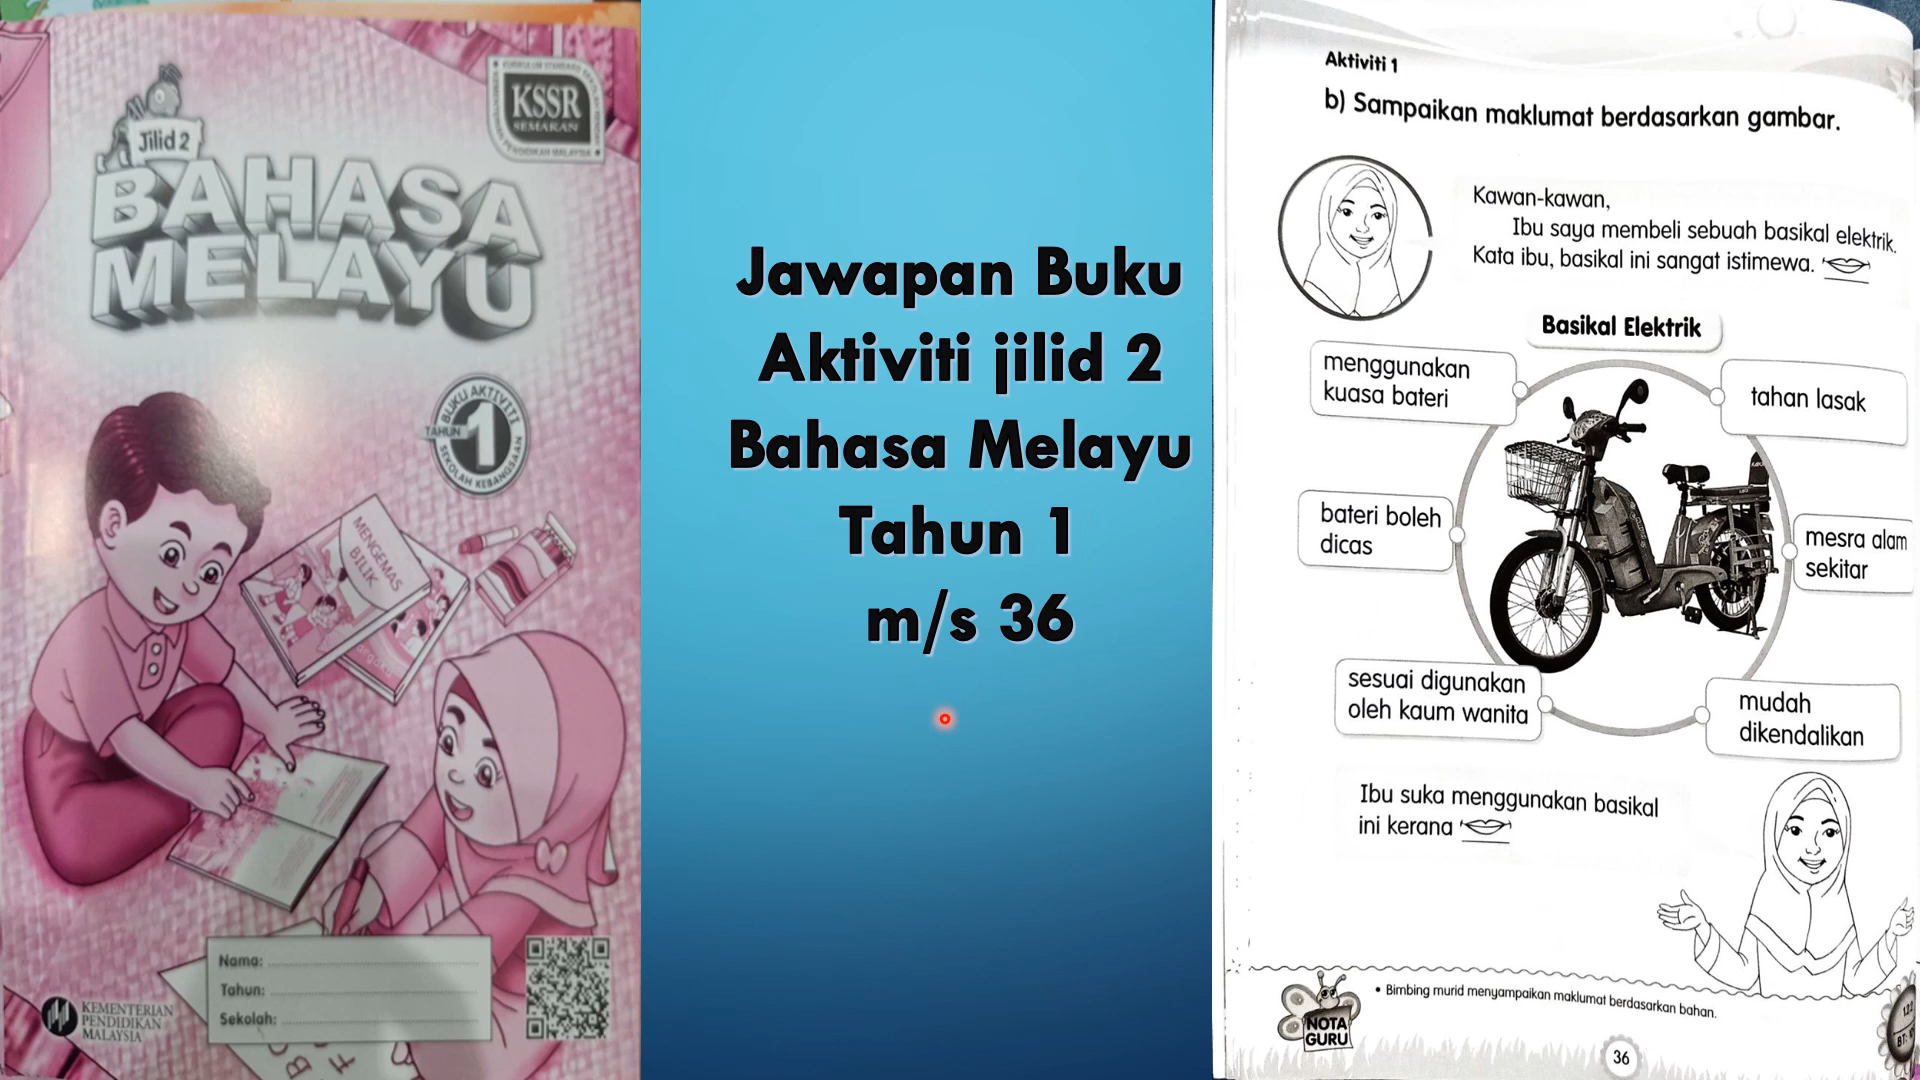 KSSR
SEMAKAN
Jilid 2
BAHASA
MELAYU
BUKU AKTIVITI
TAHUN 1
SEKOLAH KEBANGSAAN
MENGEMAS
BILIK
Nama:
Tahun:
Sekolah:
KEMENTERIAN
PENDIDIKAN
MALAYSIA
Jawapan Buku
Aktiviti jilid 2
Bahasa Melayu
Tahun 1
m/s 36
Aktiviti 1
b) Sampaikan maklumat berdasarkan gambar.
Kawan-kawan,
Ibu saya membeli sebuah basikal elektrik.
Kata ibu, basikal ini sangat istimewa.
Basikal Elektrik
menggunakan
kuasa bateri
tahan lasak
bateri boleh
dicas
mesra alam
sekitar
sesuai digunakan
oleh kaum wanita
mudah
dikendalikan
Ibu suka menggunakan basikal
ini kerana
NOTA
GURU
• Bimbing murid menyampaikan maklumat berdasarkan bahan.
36